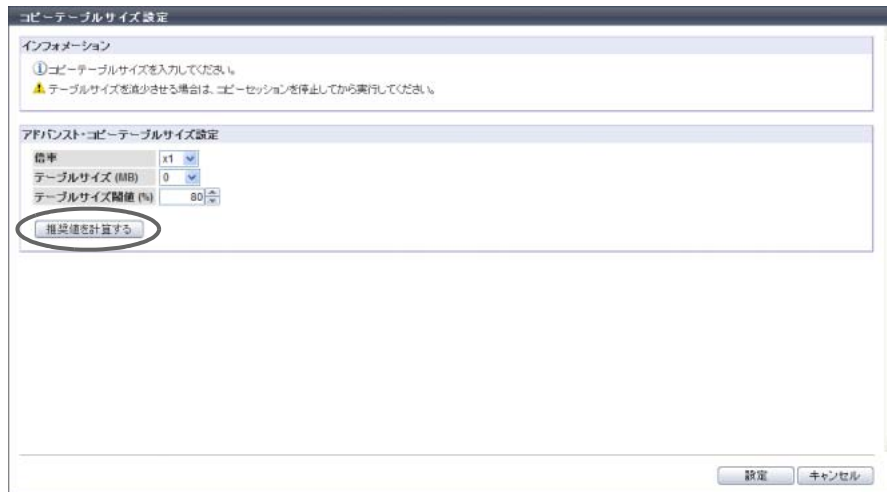 コピーテーブルサイズ設定
インフォメーション
コピーテーブルサイズを入力してください。
テーブルサイズを減少させる場合は、コピーセッションを停止してから実行してください。
アドバンスト・コピーテーブルサイズ設定
倍率 x1
テーブルサイズ (MB) 0
テーブルサイズ閾値 (%) 80
推奨値を計算する
設定 キャンセル